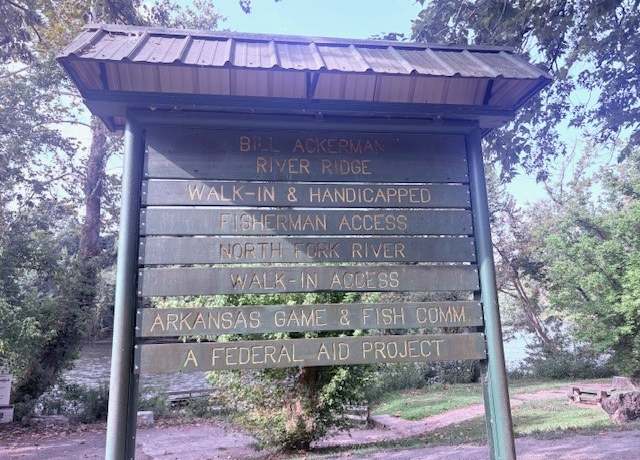 BILL ACKERMAN
RIVER RIDGE
WALK-IN & HANDICAPPED
FISHERMAN ACCESS
NORTH FORK RIVER
WALK-IN ACCESS
ARKANSAS GAME & FISH COMM.
A FEDERAL AID PROJECT